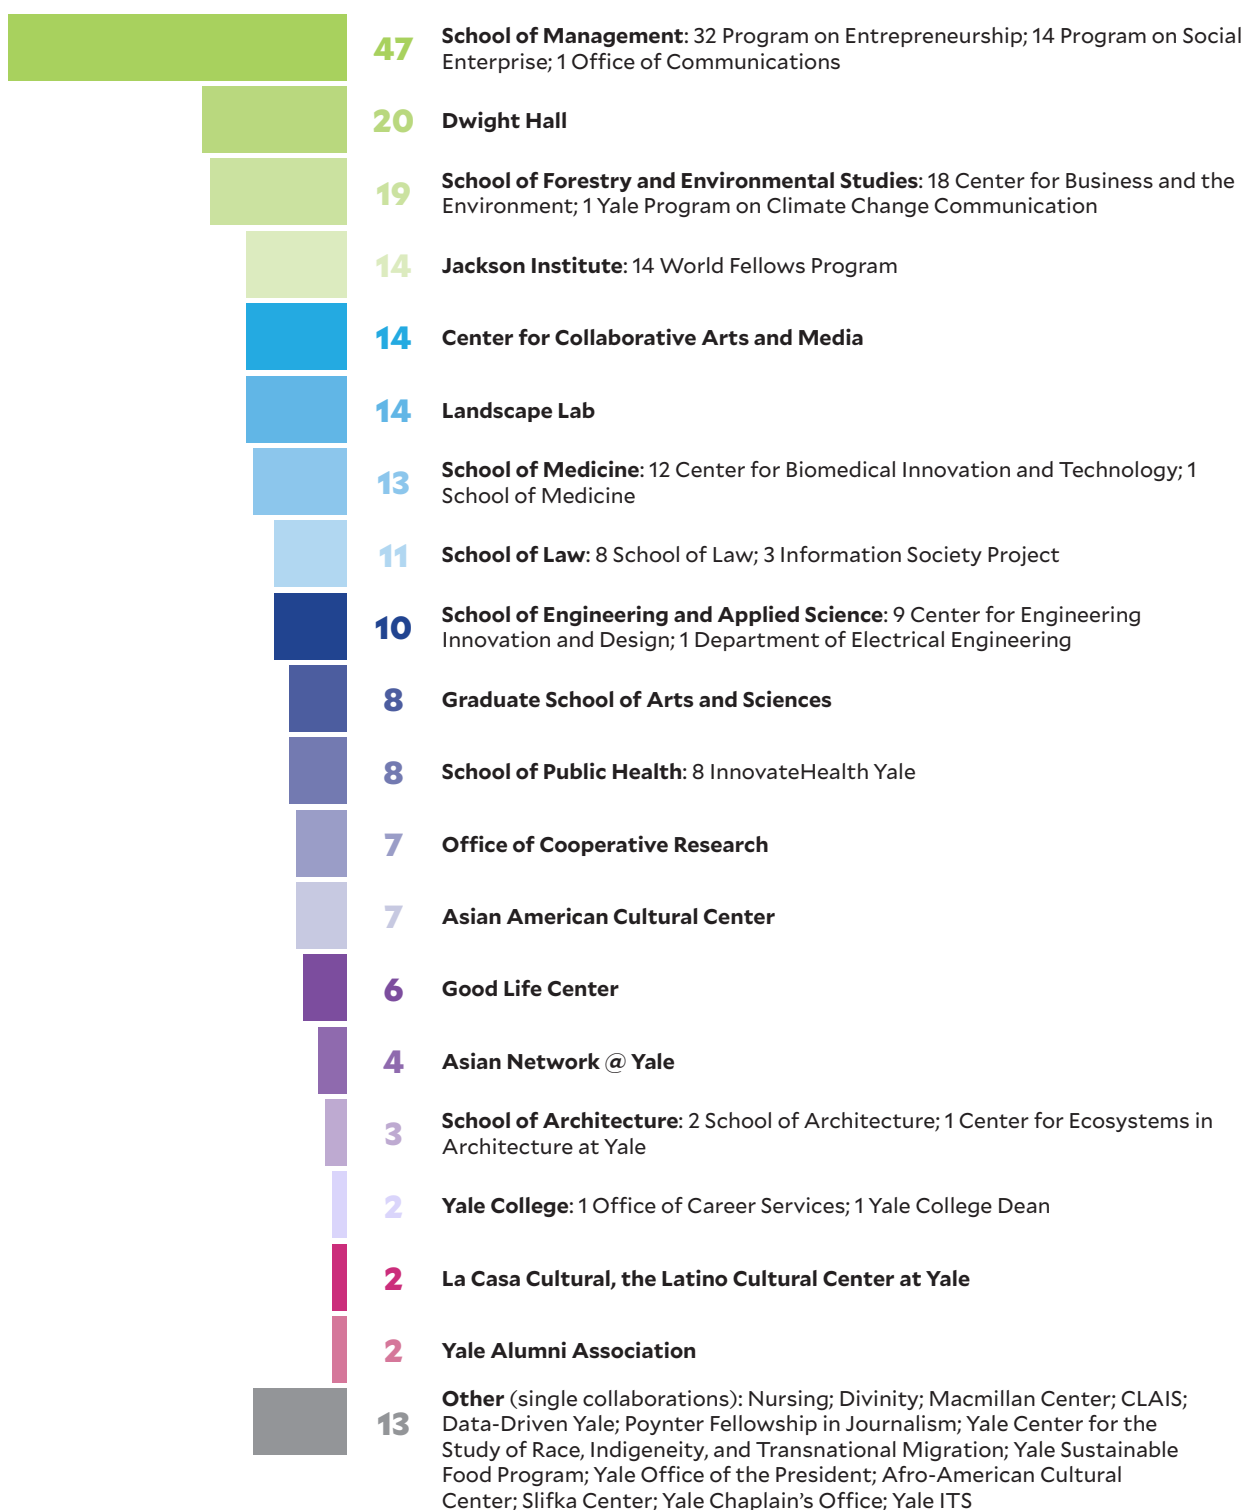 47
School of Management: 32 Program on Entrepreneurship; 14 Program on Social
Enterprise; 1 Office of Communications
20
Dwight Hall
19
School of Forestry and Environmental Studies: 18 Center for Business and the
Environment; 1 Yale Program on Climate Change Communication
14
Jackson Institute: 14 World Fellows Program
14
Center for Collaborative Arts and Media
14
Landscape Lab
13
School of Medicine: 12 Center for Biomedical Innovation and Technology; 1
School of Medicine
11
School of Law: 8 School of Law; 3 Information Society Project
10
School of Engineering and Applied Science: 9 Center for Engineering
Innovation and Design; 1 Department of Electrical Engineering
8
Graduate School of Arts and Sciences
8
School of Public Health: 8 InnovateHealth Yale
7
Office of Cooperative Research
7
Asian American Cultural Center
6
Good Life Center
4
Asian Network @ Yale
3
School of Architecture: 2 School of Architecture; 1 Center for Ecosystems in
Architecture at Yale
2
Yale College: 1 Office of Career Services; 1 Yale College Dean
2
La Casa Cultural, the Latino Cultural Center at Yale
2
Yale Alumni Association
13
Other (single collaborations): Nursing; Divinity; Macmillan Center; CLAIS;
Data-Driven Yale; Poynter Fellowship in Journalism; Yale Center for the
Study of Race, Indigeneity, and Transnational Migration; Yale Sustainable
Food Program; Yale Office of the President; Afro-American Cultural
Center; Slifka Center; Yale Chaplain’s Office; Yale ITS